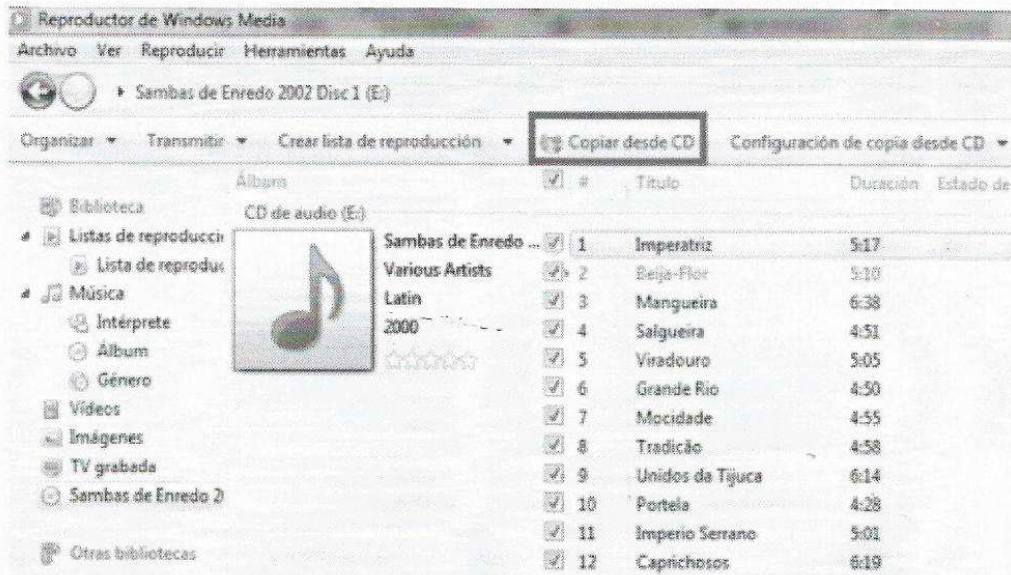 Reproductor de Windows Media
Archivo Ver Reproducir Herramientas Ayuda
Sambas de Enredo 2002 Disc 1 (E:)
Organizar Transmitir Crear lista de reproducción Copiar desde CD Configuración de copia desde CD
Álbum # Título Duración Estado de
Biblioteca
Listas de reproducció
Lista de reproduc
Música
Intérprete
Álbum
Género
Vídeos
Imágenes
TV grabada
Sambas de Enredo 2
Otras bibliotecas
CD de audio (E:)
Sambas de Enredo ...
Various Artists
Latin
2000
1 Imperatriz 5:17
2 Beija-Flor 5:10
3 Mangueira 6:38
4 Salgueira 4:51
5 Viradouro 5:05
6 Grande Rio 4:50
7 Mocidade 4:55
8 Tradicão 4:58
9 Unidos da Tijuca 6:14
10 Portela 4:28
11 Imperio Serrano 5:01
12 Caprichosos 6:19